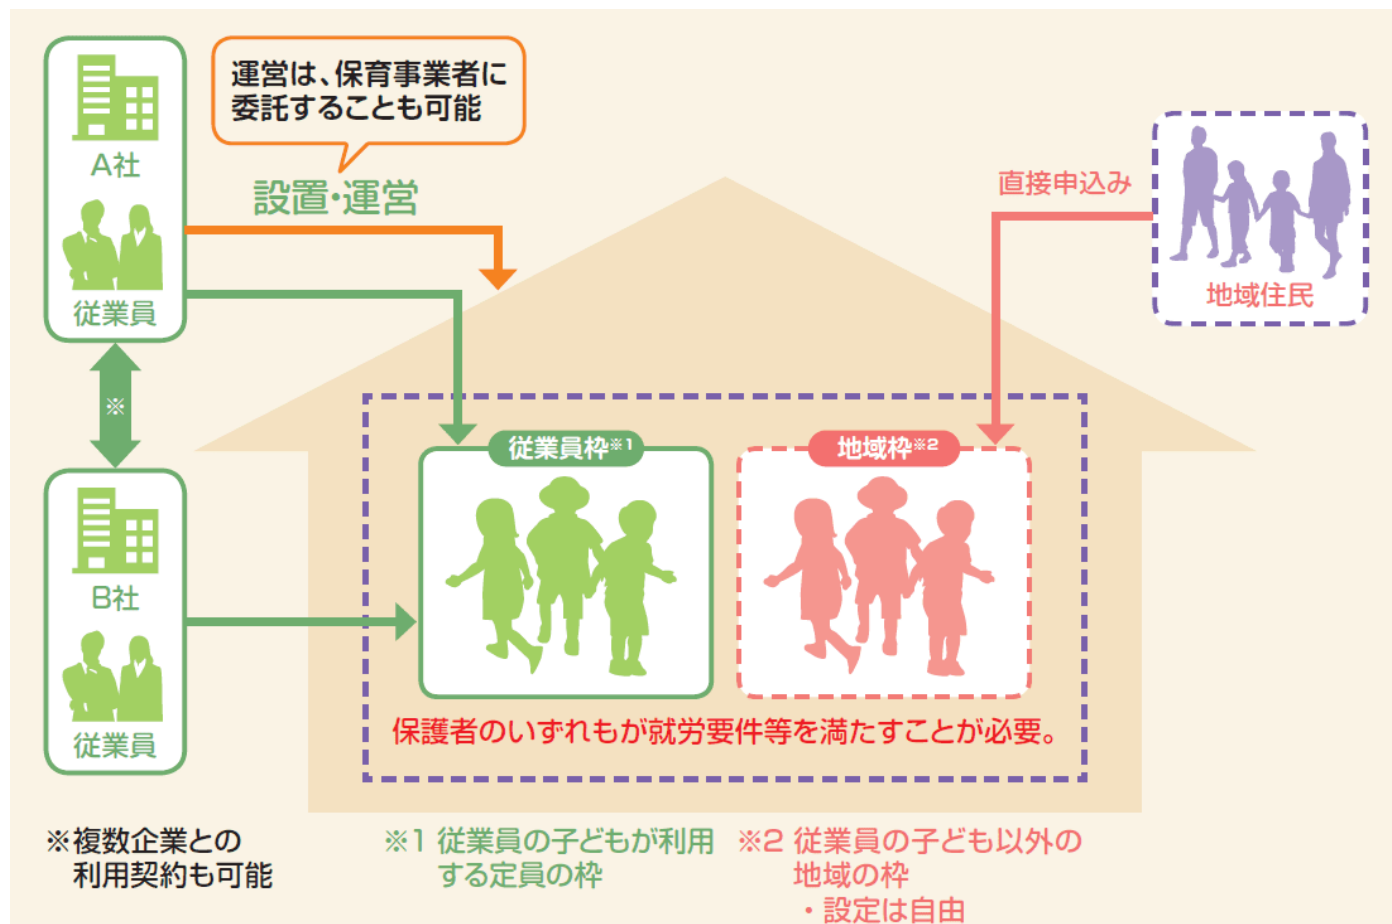 運営は、保育事業者に
委託することも可能
A社
従業員
設置・運営
直接申込み
地域住民
※
従業員枠※1
地域枠※2
B社
従業員
保護者のいずれもが就労要件等を満たすことが必要。
※複数企業との
利用契約も可能
※1 従業員の子どもが利用
する定員の枠
※2 従業員の子ども以外の
地域の枠
・設定は自由